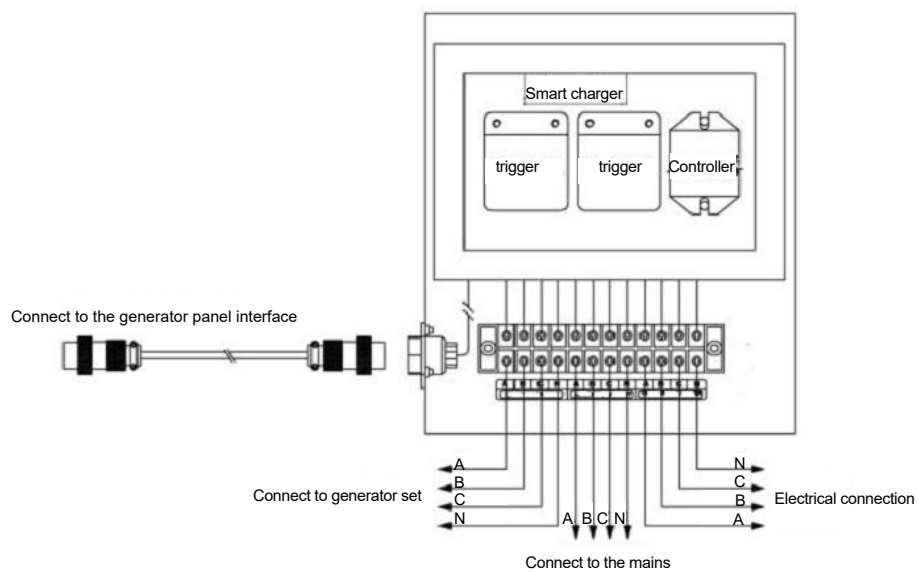 Smart charger
trigger
trigger
Controller
Connect to the generator panel interface
A
B
C
N
Connect to generator set
A B C N
Connect to the mains
N
C
B
A
Electrical connection